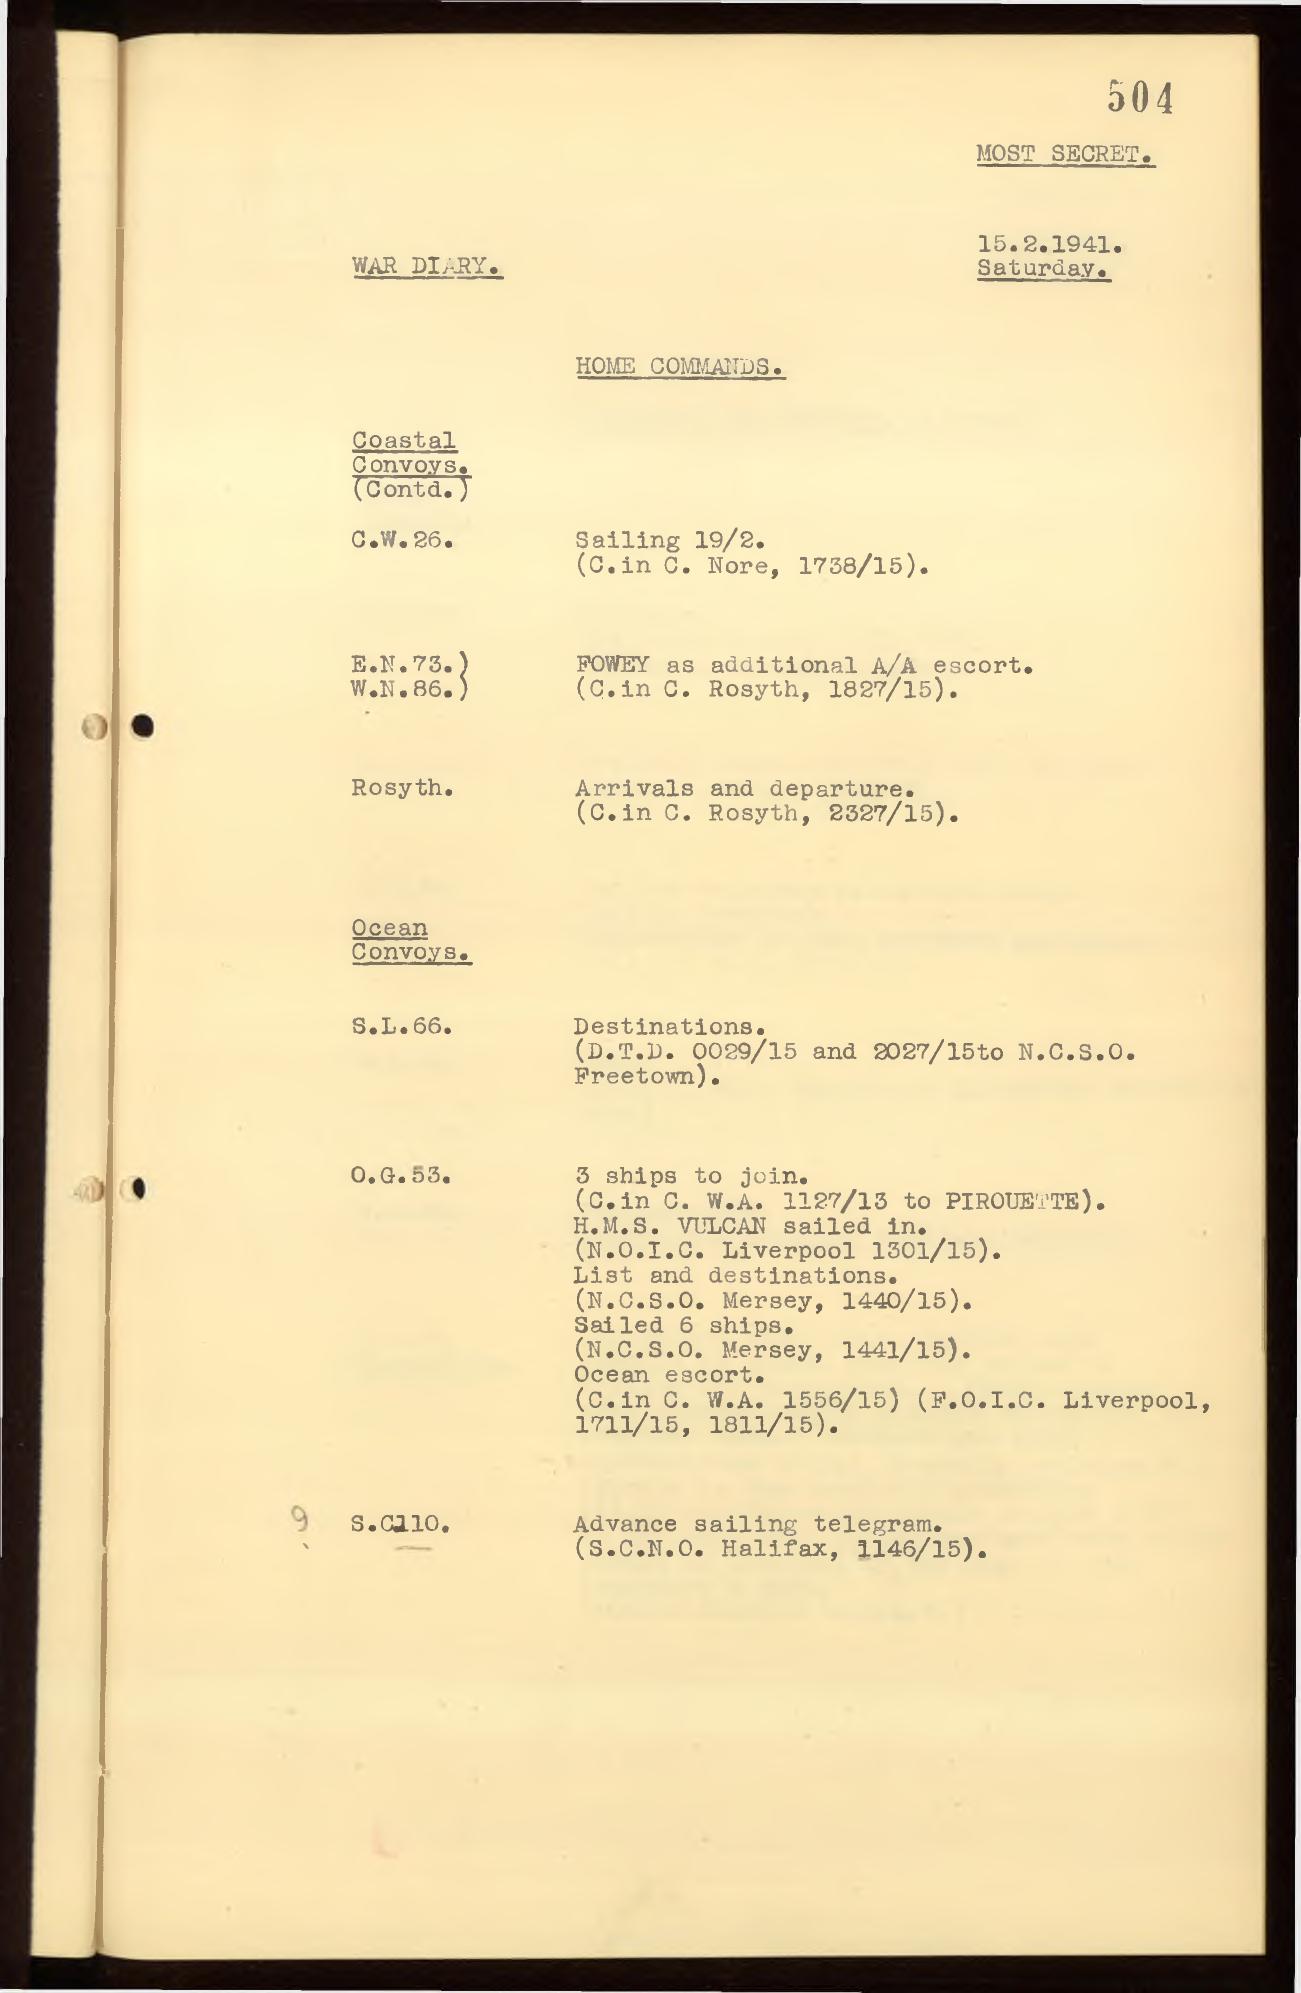 504
MOST SECRET.
15.2.1941.
WAR DIARY. Saturday.
HOME COMMANDS.
Coastal
Convoys.
(Contd.)
C.W.26. Sailing 19/2.
(C.in C. Nore, 1738/15).
E.N.73.) FOWEY as additional A/A escort.
W.N.86.) (C.in C. Rosyth, 1827/15).
Rosyth. Arrivals and departure.
(C.in C. Rosyth, 2327/15).
Ocean
Convoys.
S.L.66. Destinations.
(D.T.D. 0029/15 and 2027/15to N.C.S.O.
Freetown).
O.G.53. 3 ships to join.
(C.in C. W.A. 1127/13 to PIROUETTE).
H.M.S. VULCAN sailed in.
(N.O.I.C. Liverpool 1301/15).
List and destinations.
(N.C.S.O. Mersey, 1440/15).
Sailed 6 ships.
(N.C.S.O. Mersey, 1441/15).
Ocean escort.
(C.in C. W.A. 1556/15) (F.O.I.C. Liverpool,
1711/15, 1811/15).
9 S.C.110. Advance sailing telegram.
(S.C.N.O. Halifax, 1146/15).